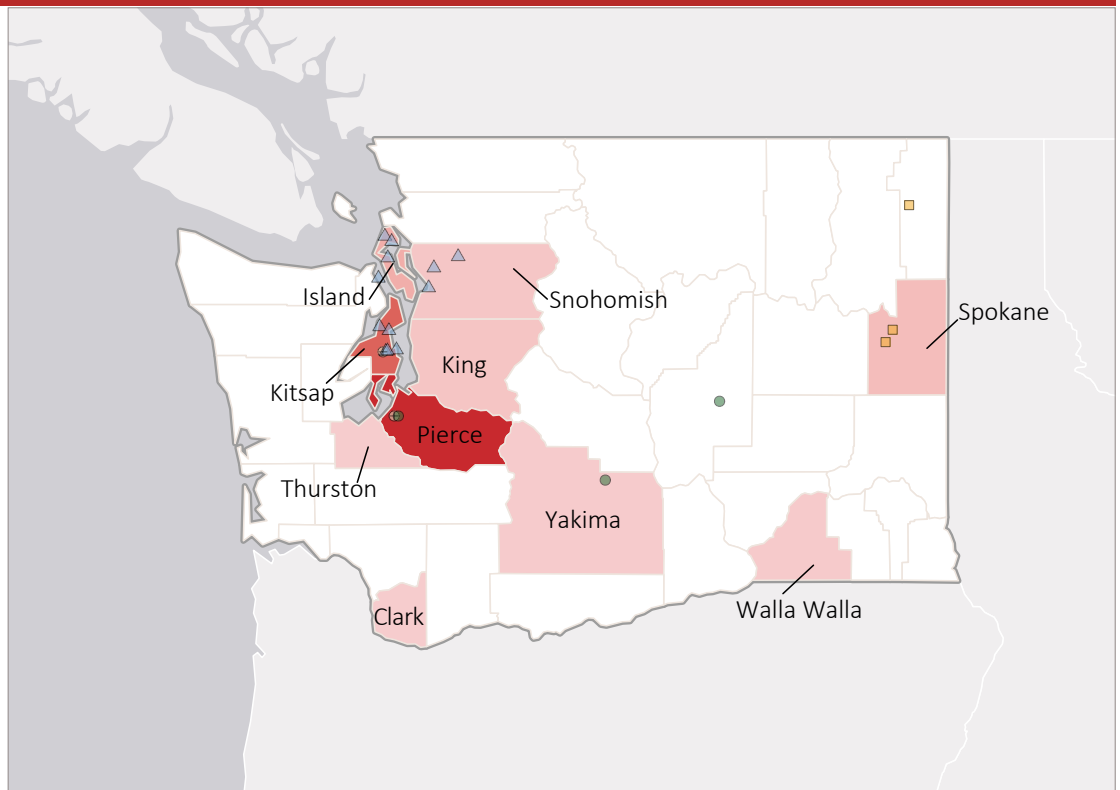 Island
Snohomish
Spokane
King
Kitsap
Pierce
Thurston
Yakima
Walla Walla
Clark